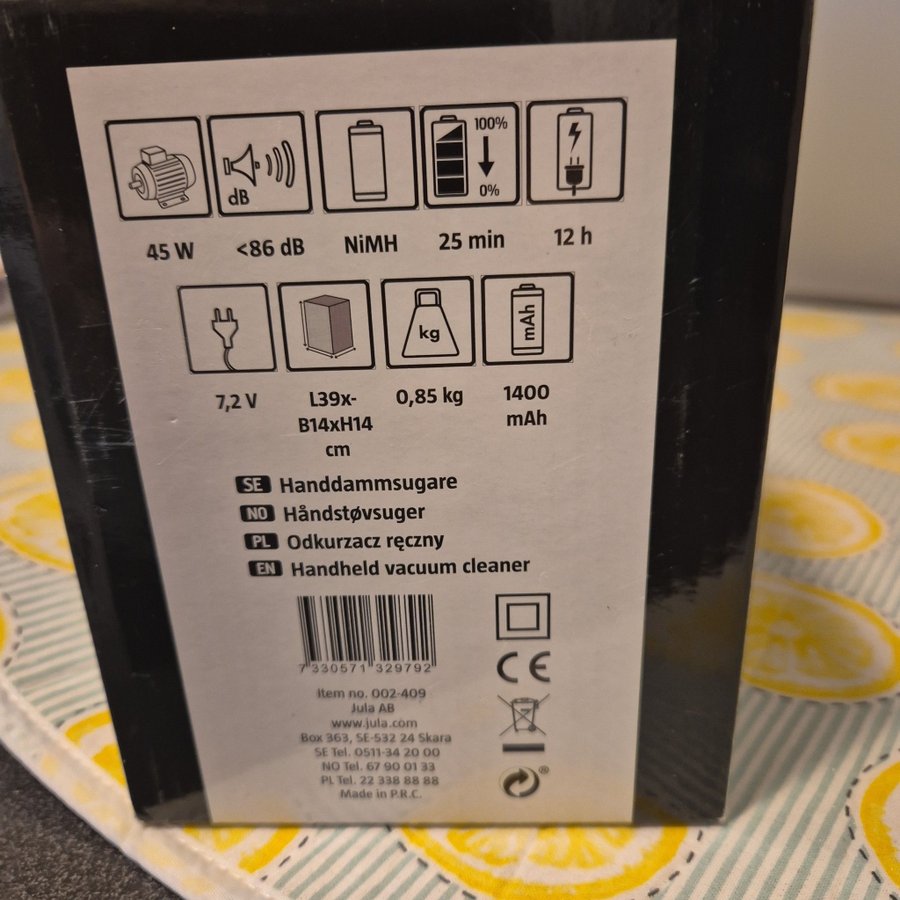 dB
100%
0%
45 W
<86 dB
NiMH
25 min
12 h
kg
mAh
7,2 V
L39x-
B14xH14
cm
0,85 kg
1400
mAh
SE Handdammsugare
NO Håndstøvsuger
PL Odkurzacz ręczny
EN Handheld vacuum cleaner
7 330571 329792
Item no. 002-409
Jula AB
www.jula.com
Box 363, SE-532 24 Skara
SE Tel. 0511-34 20 00
NO Tel. 67 90 01 33
PL Tel. 22 338 88 88
Made in P.R.C.
CE
®